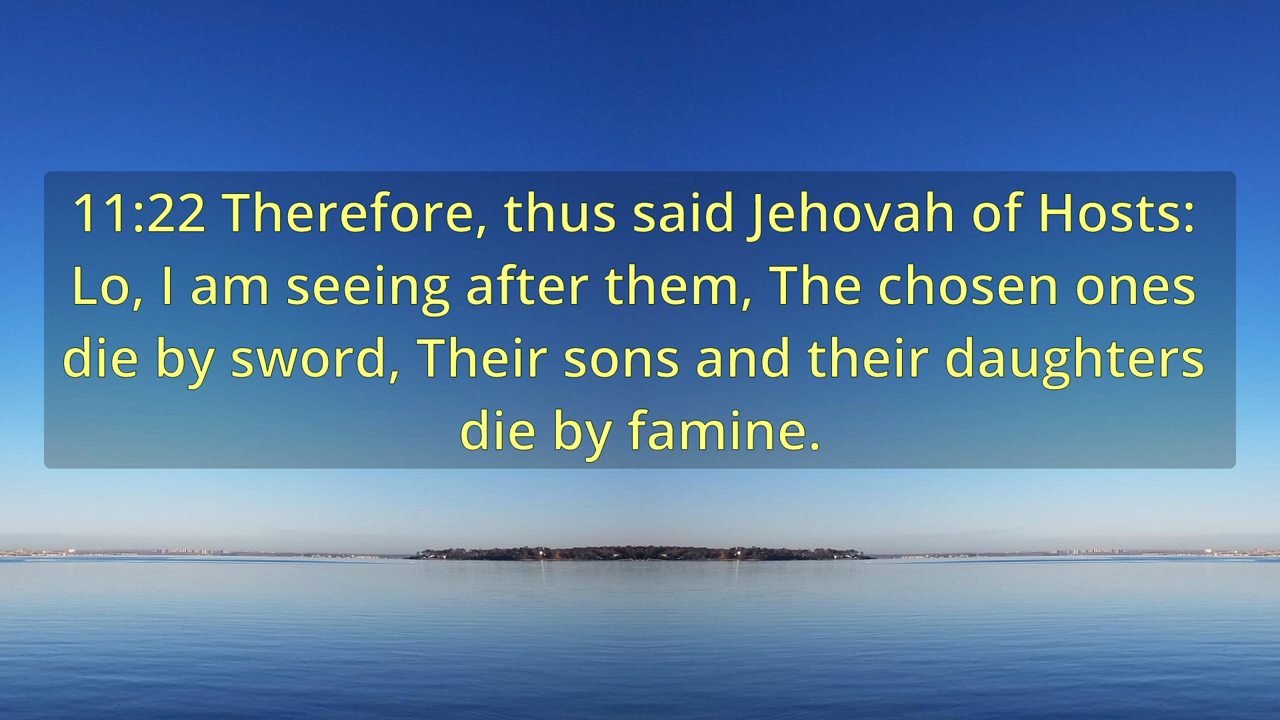 11:22 Therefore, thus said Jehovah of Hosts:
Lo, I am seeing after them, The chosen ones
die by sword, Their sons and their daughters
die by famine.